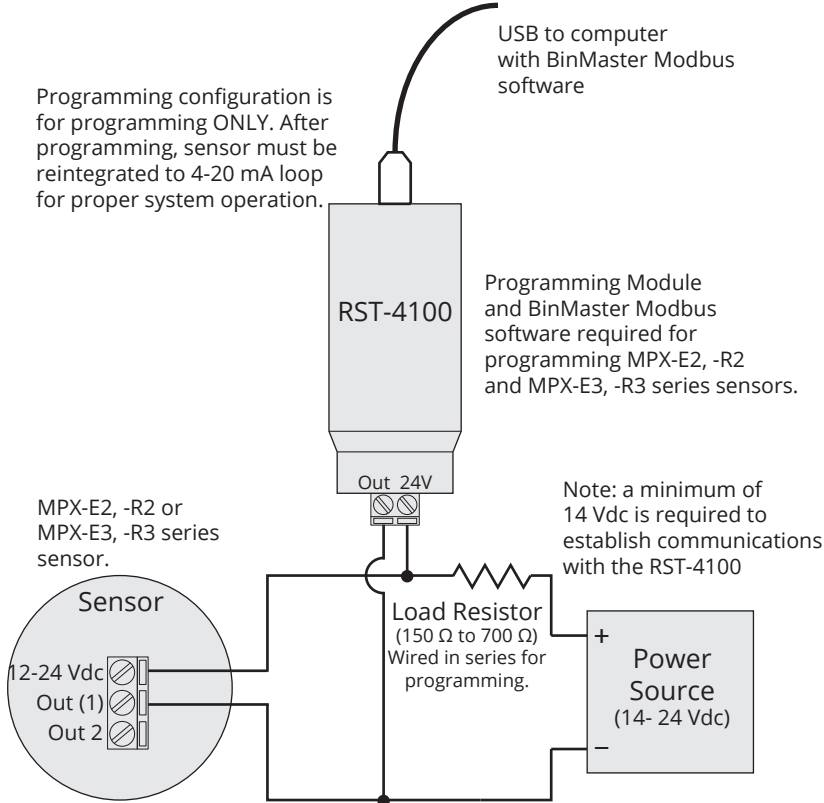 USB to computer
with BinMaster Modbus
software
Programming configuration is
for programming ONLY. After
programming, sensor must be
reintegrated to 4-20 mA loop
for proper system operation.
RST-4100
Programming Module
and BinMaster Modbus
software required for
programming MPX-E2, -R2
and MPX-E3, -R3 series sensors.
Out 24V
MPX-E2, -R2 or
MPX-E3, -R3 series
sensor.
Note: a minimum of
14 Vdc is required to
establish communications
with the RST-4100
Sensor
12-24 Vdc
Out (1)
Out 2
Load Resistor
(150 Ω to 700 Ω)
Wired in series for
programming.
+
Power
Source
(14- 24 Vdc)
−